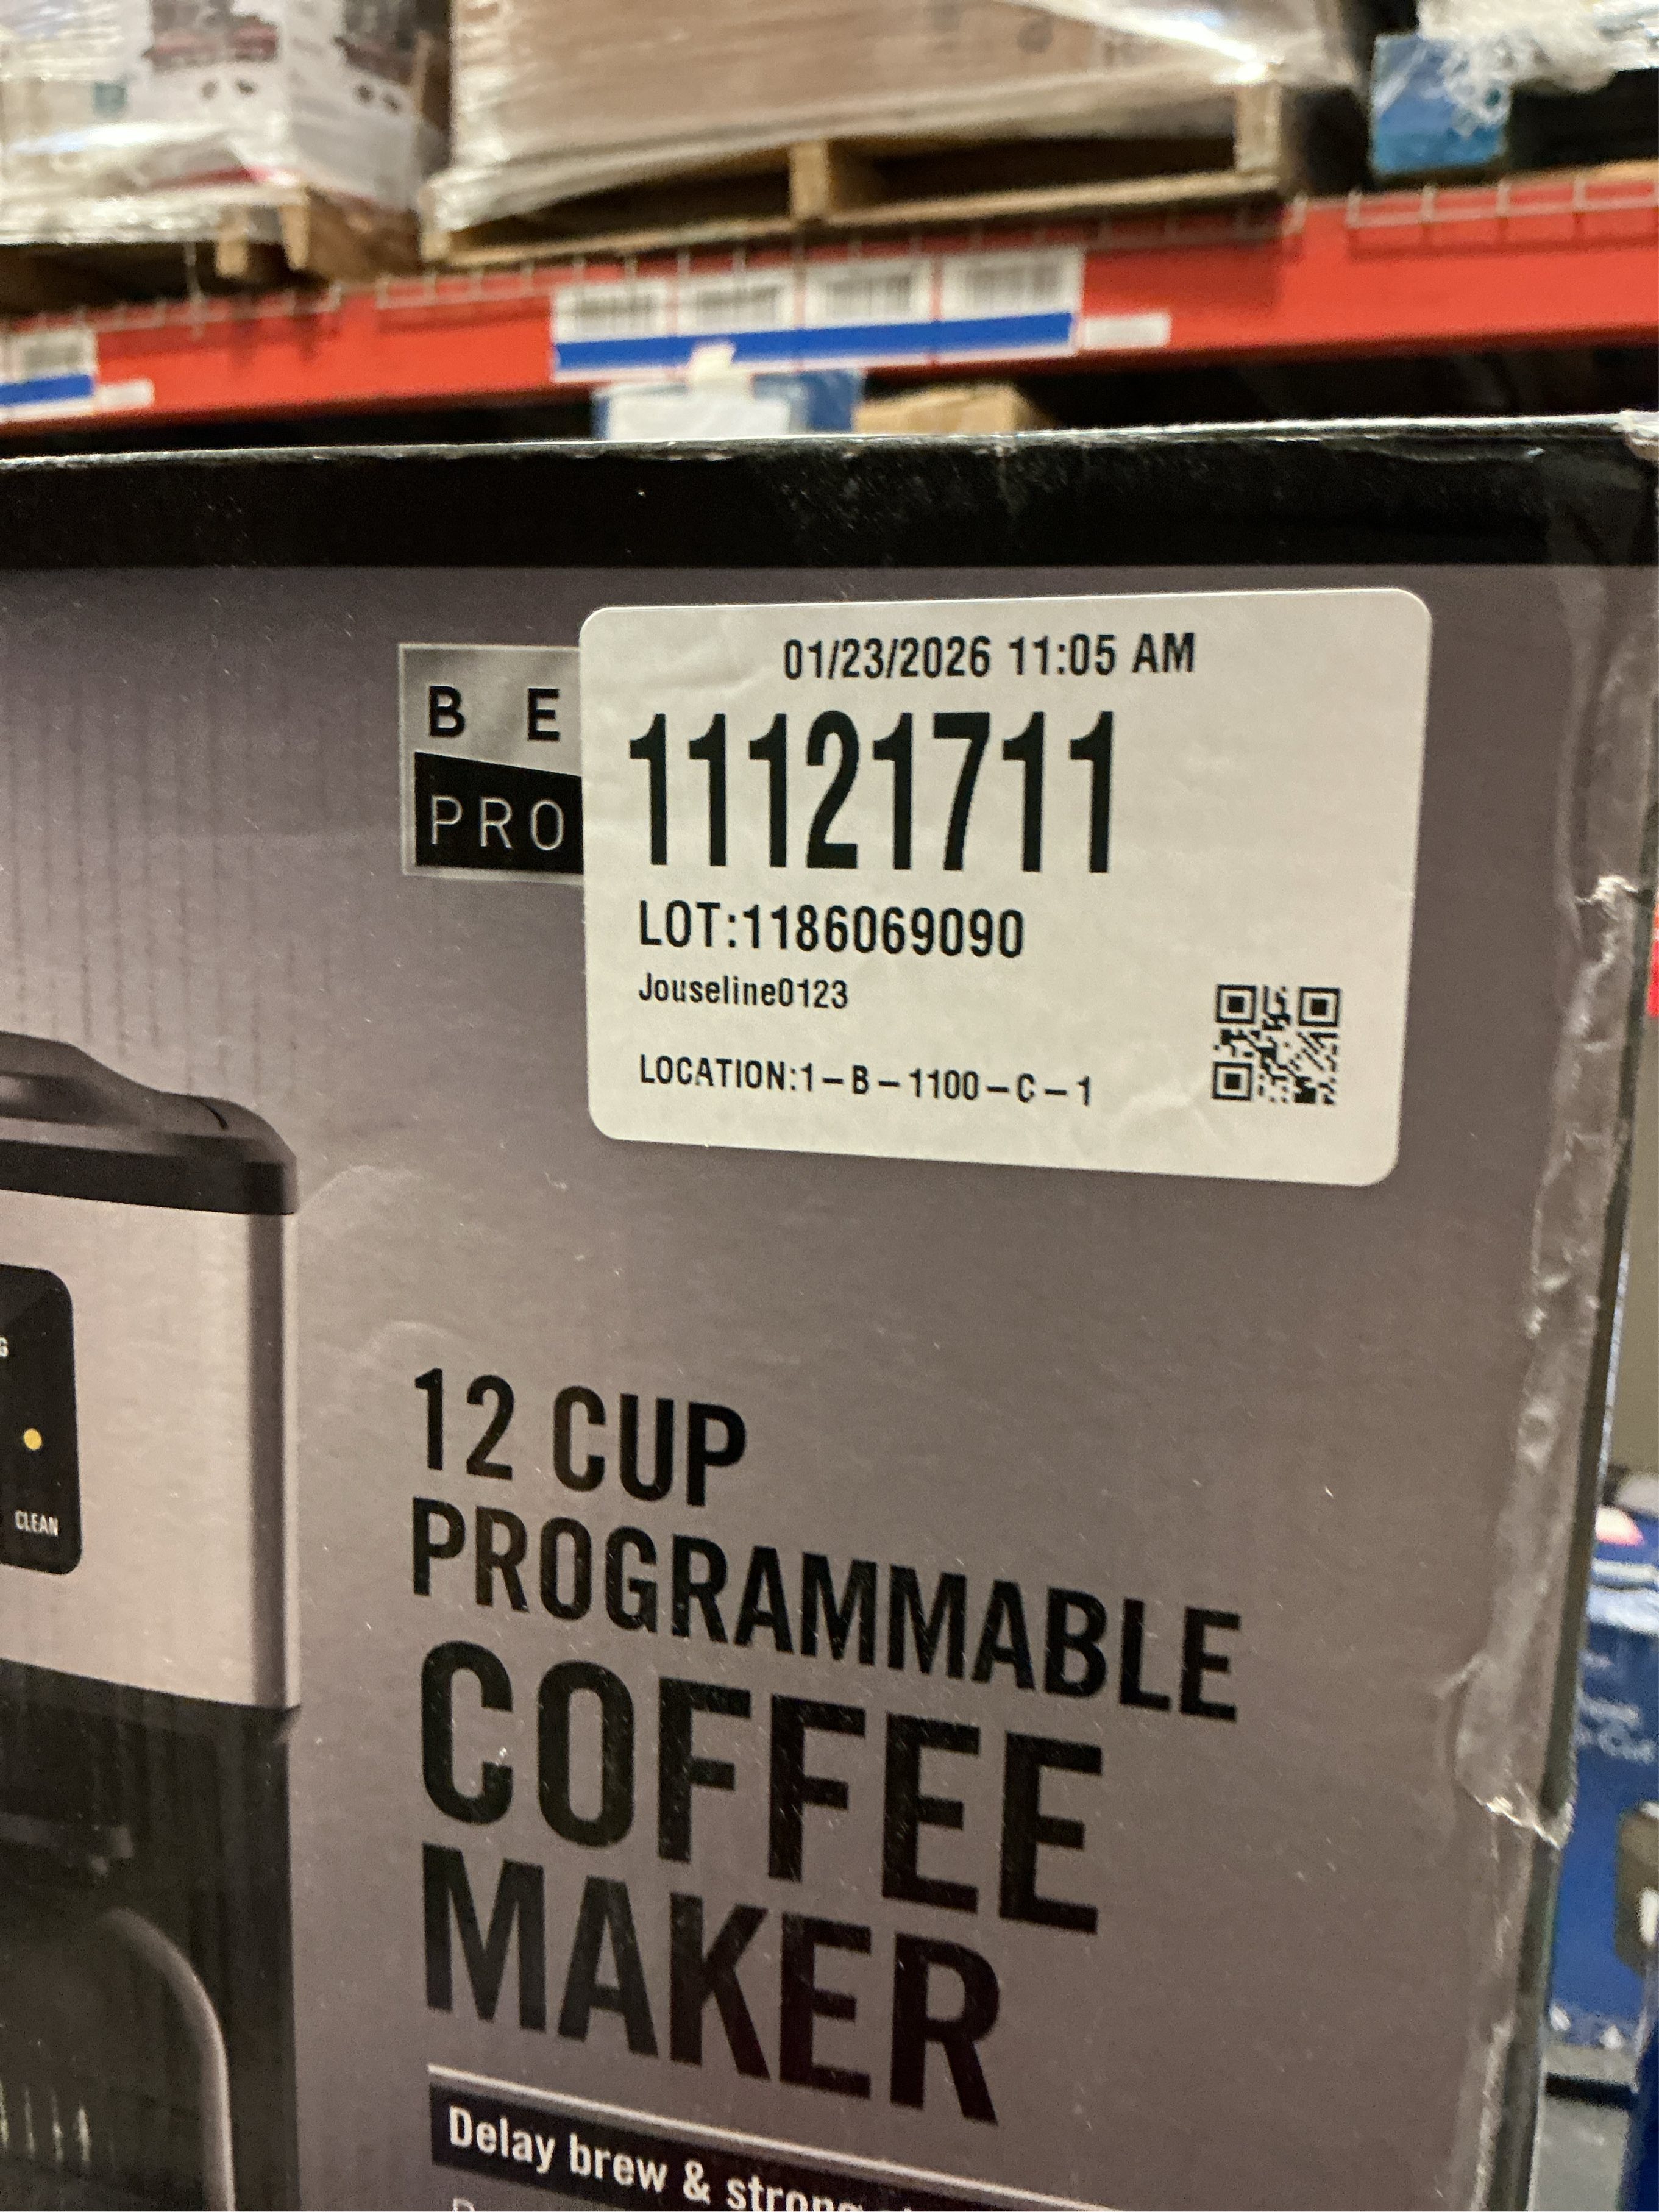 B E
PRO
01/23/2026 11:05 AM
11121711
LOT:1186069090
Jouseline0123
LOCATION:1-B-1100-C-1
CLEAN
12 CUP
PROGRAMMABLE
COFFEE
MAKER
Delay brew &